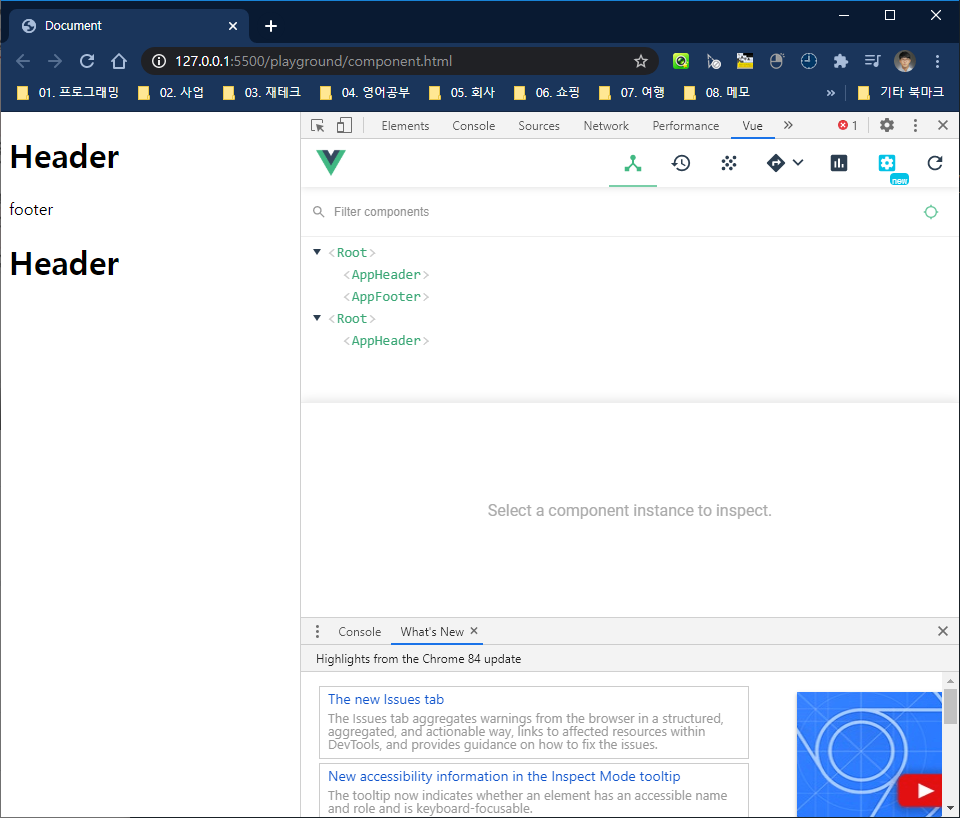 Document
127.0.0.1:5500/playground/component.html
01. 프로그래밍 02. 사업 03. 재테크 04. 영어공부 05. 회사 06. 쇼핑 07. 여행 08. 메모 » 기타 북마크
Header
footer
Header
Elements Console Sources Network Performance Vue » 1
new
Filter components
<Root>
<AppHeader>
<AppFooter>
<Root>
<AppHeader>
Select a component instance to inspect.
Console What's New
Highlights from the Chrome 84 update
The new Issues tab
The Issues tab aggregates warnings from the browser in a structured,
aggregated, and actionable way, links to affected resources within
DevTools, and provides guidance on how to fix the issues.
New accessibility information in the Inspect Mode tooltip
The tooltip now indicates whether an element has an accessible name
and role and is keyboard-focusable.